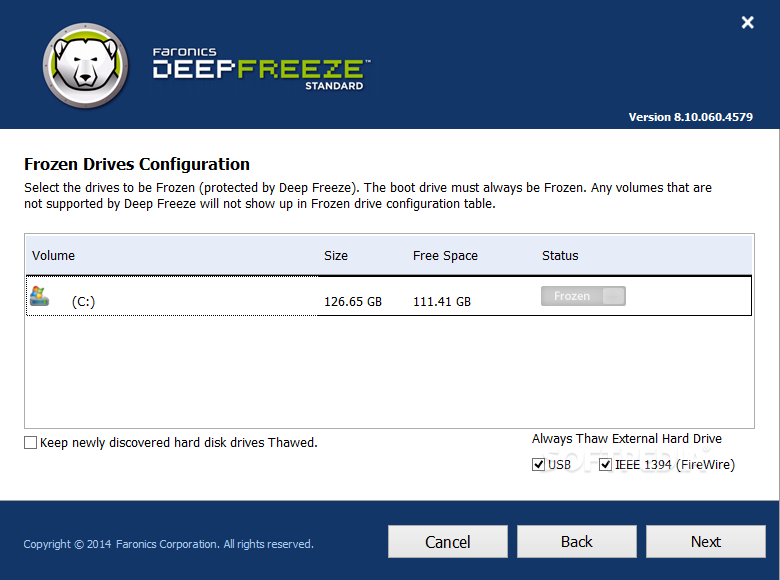 Faronics
DEEPFREEZE™
STANDARD
Version 8.10.060.4579
Frozen Drives Configuration
Select the drives to be Frozen (protected by Deep Freeze). The boot drive must always be Frozen. Any volumes that are
not supported by Deep Freeze will not show up in Frozen drive configuration table.
Volume Size Free Space Status
(C:) 126.65 GB 111.41 GB Frozen
Keep newly discovered hard disk drives Thawed.
Always Thaw External Hard Drive
USB IEEE 1394 (FireWire)
SOFTPEDIA
Copyright © 2014 Faronics Corporation. All rights reserved.
Cancel Back Next